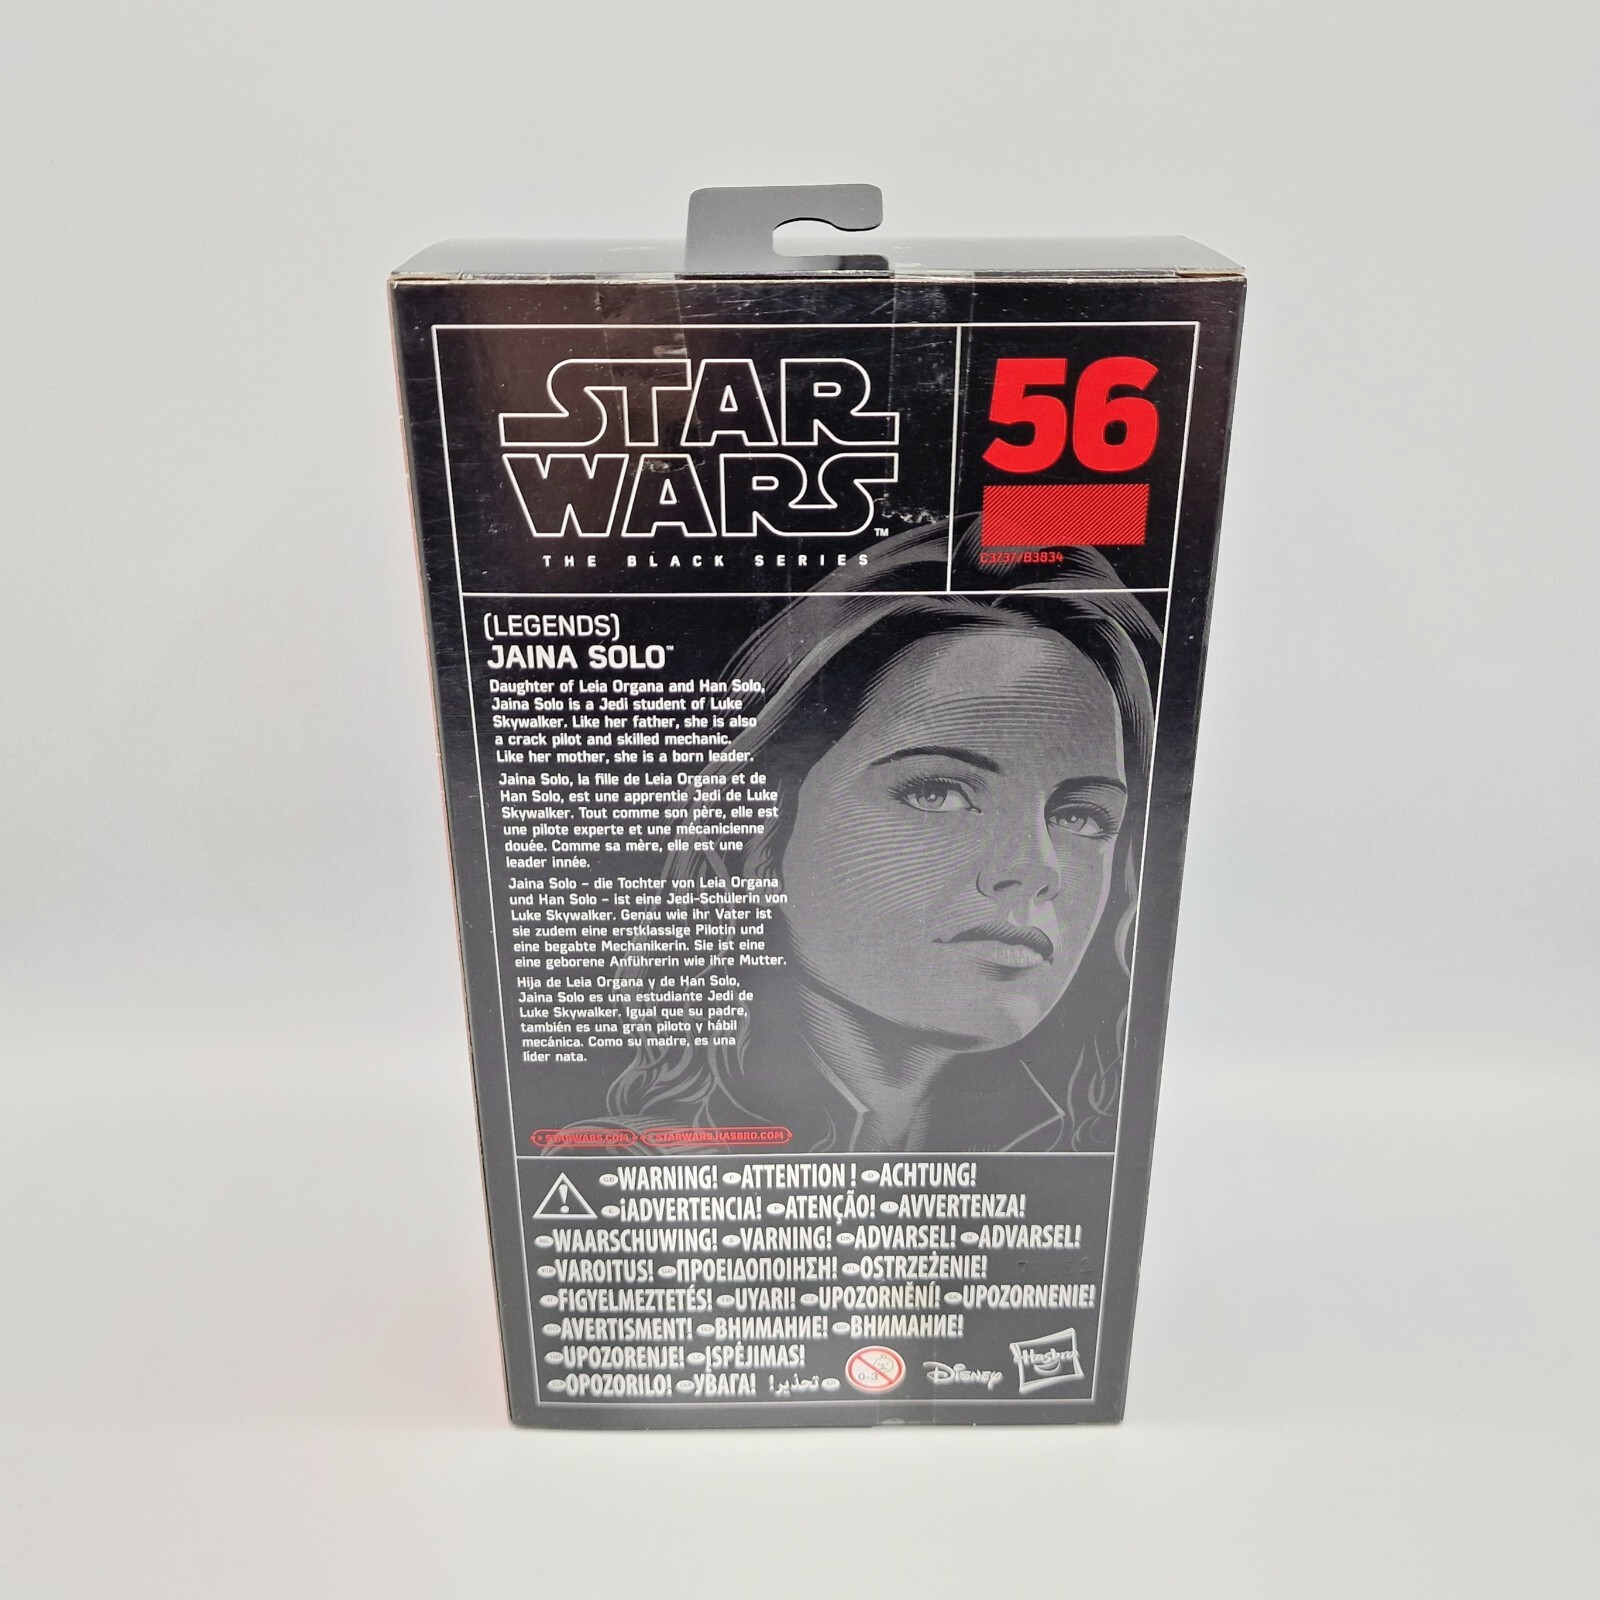 STAR
WARS™
THE BLACK SERIES
56
C3737/B3834
(LEGENDS)
JAINA SOLO™
Daughter of Leia Organa and Han Solo,
Jaina Solo is a Jedi student of Luke
Skywalker. Like her father, she is also
a crack pilot and skilled mechanic.
Like her mother, she is a born leader.
Jaina Solo, la fille de Leia Organa et de
Han Solo, est une apprentie Jedi de Luke
Skywalker. Tout comme son père, elle est
une pilote experte et une mécanicienne
douée. Comme sa mère, elle est une
leader innée.
Jaina Solo – die Tochter von Leia Organa
und Han Solo – ist eine Jedi-Schülerin von
Luke Skywalker. Genau wie ihr Vater ist
sie zudem eine erstklassige Pilotin und
eine begabte Mechanikerin. Sie ist eine
eine geborene Anführerin wie ihre Mutter.
Hija de Leia Organa y de Han Solo,
Jaina Solo es una estudiante Jedi de
Luke Skywalker. Igual que su padre,
también es una gran piloto y hábil
mecánica. Como su madre, es una
líder nata.
STARWARS.COM STARWARS.HASBRO.COM
WARNING! ATTENTION ! ACHTUNG!
¡ADVERTENCIA! ATENÇÃO! AVVERTENZA!
WAARSCHUWING! VARNING! ADVARSEL! ADVARSEL!
VAROITUS! ΠΡΟΕΙΔΟΠΟΙΗΣΗ! OSTRZEŻENIE!
FIGYELMEZTETÉS! UYARI! UPOZORNĚNÍ! UPOZORNENIE!
AVERTISMENT! ВНИМАНИЕ! ВНИМАНИЕ!
UPOZORENJE! ĮSPĖJIMAS!
OPOZORILO! УВАГА! تحذير!
0-3
Disney
Hasbro